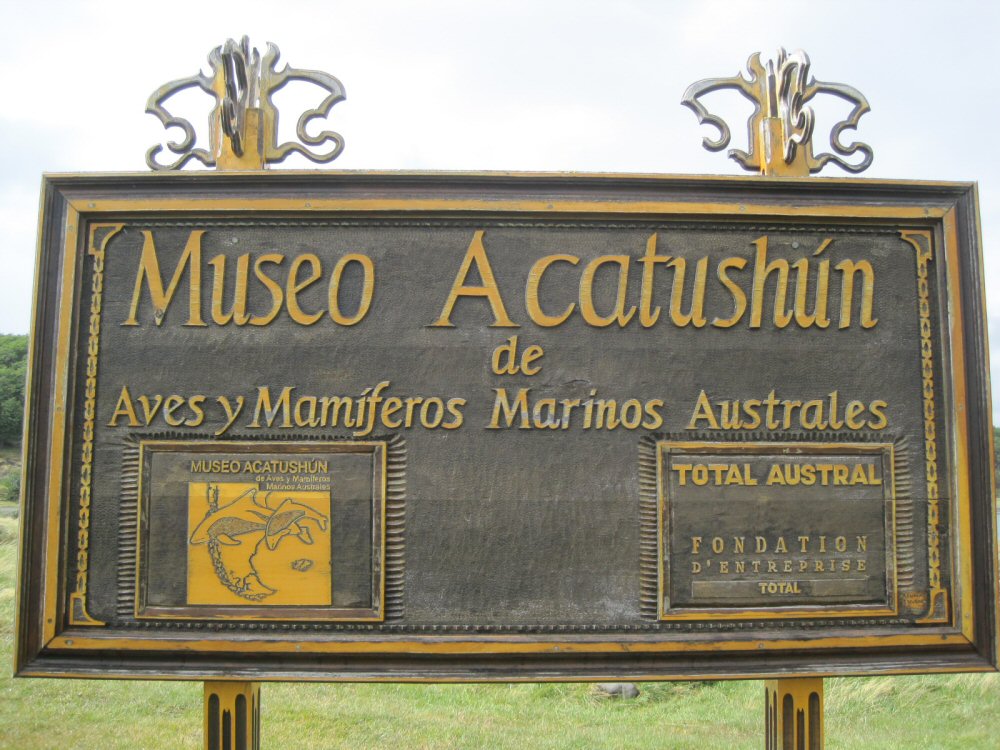 Museo Acatushún
de
Aves y Mamíferos Marinos Australes
MUSEO ACATUSHÚN
de Aves y Mamíferos
Marinos Australes
TOTAL AUSTRAL
FONDATION
D'ENTREPRISE
TOTAL